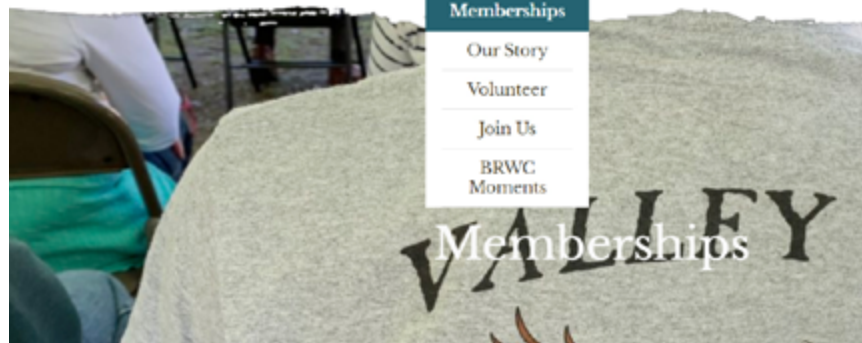 Memberships
Our Story
Volunteer
Join Us
BRWC
Moments
VALLEY
Memberships